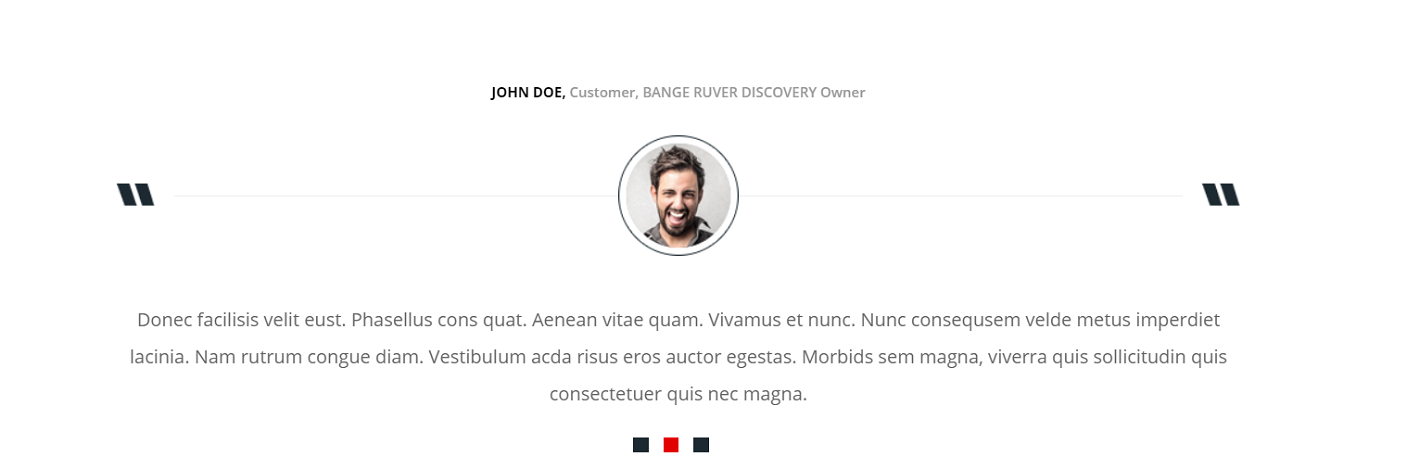 JOHN DOE, Customer, BANGE RUVER DISCOVERY Owner
Donec facilisis velit eust. Phasellus cons quat. Aenean vitae quam. Vivamus et nunc. Nunc consequsem velde metus imperdiet
lacinia. Nam rutrum congue diam. Vestibulum acda risus eros auctor egestas. Morbids sem magna, viverra quis sollicitudin quis
consectetuer quis nec magna.